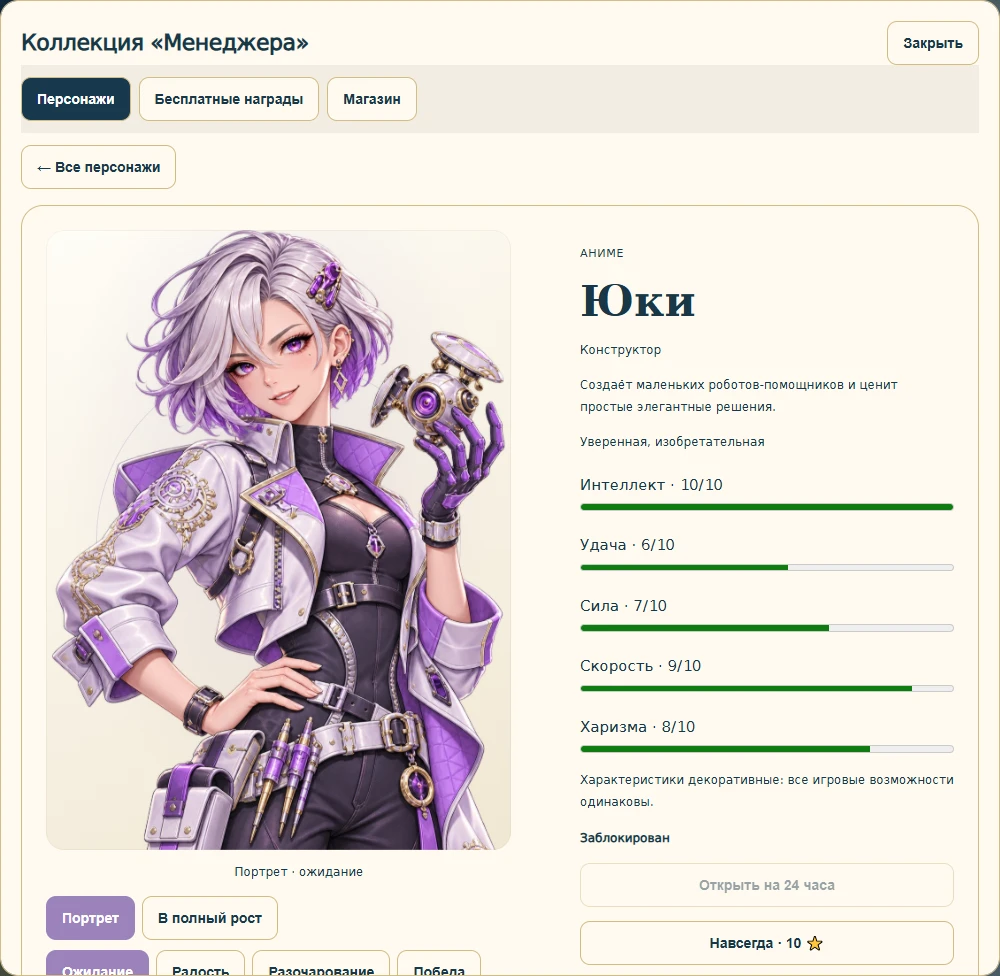 Коллекция «Менеджера»
Закрыть
Персонажи
Бесплатные награды
Магазин
← Все персонажи
АНИМЕ
Юки
Конструктор
Создаёт маленьких роботов-помощников и ценит
простые элегантные решения.
Уверенная, изобретательная
Интеллект · 10/10
Удача · 6/10
Сила · 7/10
Скорость · 9/10
Харизма · 8/10
Характеристики декоративные: все игровые возможности
одинаковы.
Заблокирован
Открыть на 24 часа
Навсегда · 10 ⭐
Портрет · ожидание
Портрет
В полный рост
Ожидание
Радость
Разочарование
Победа